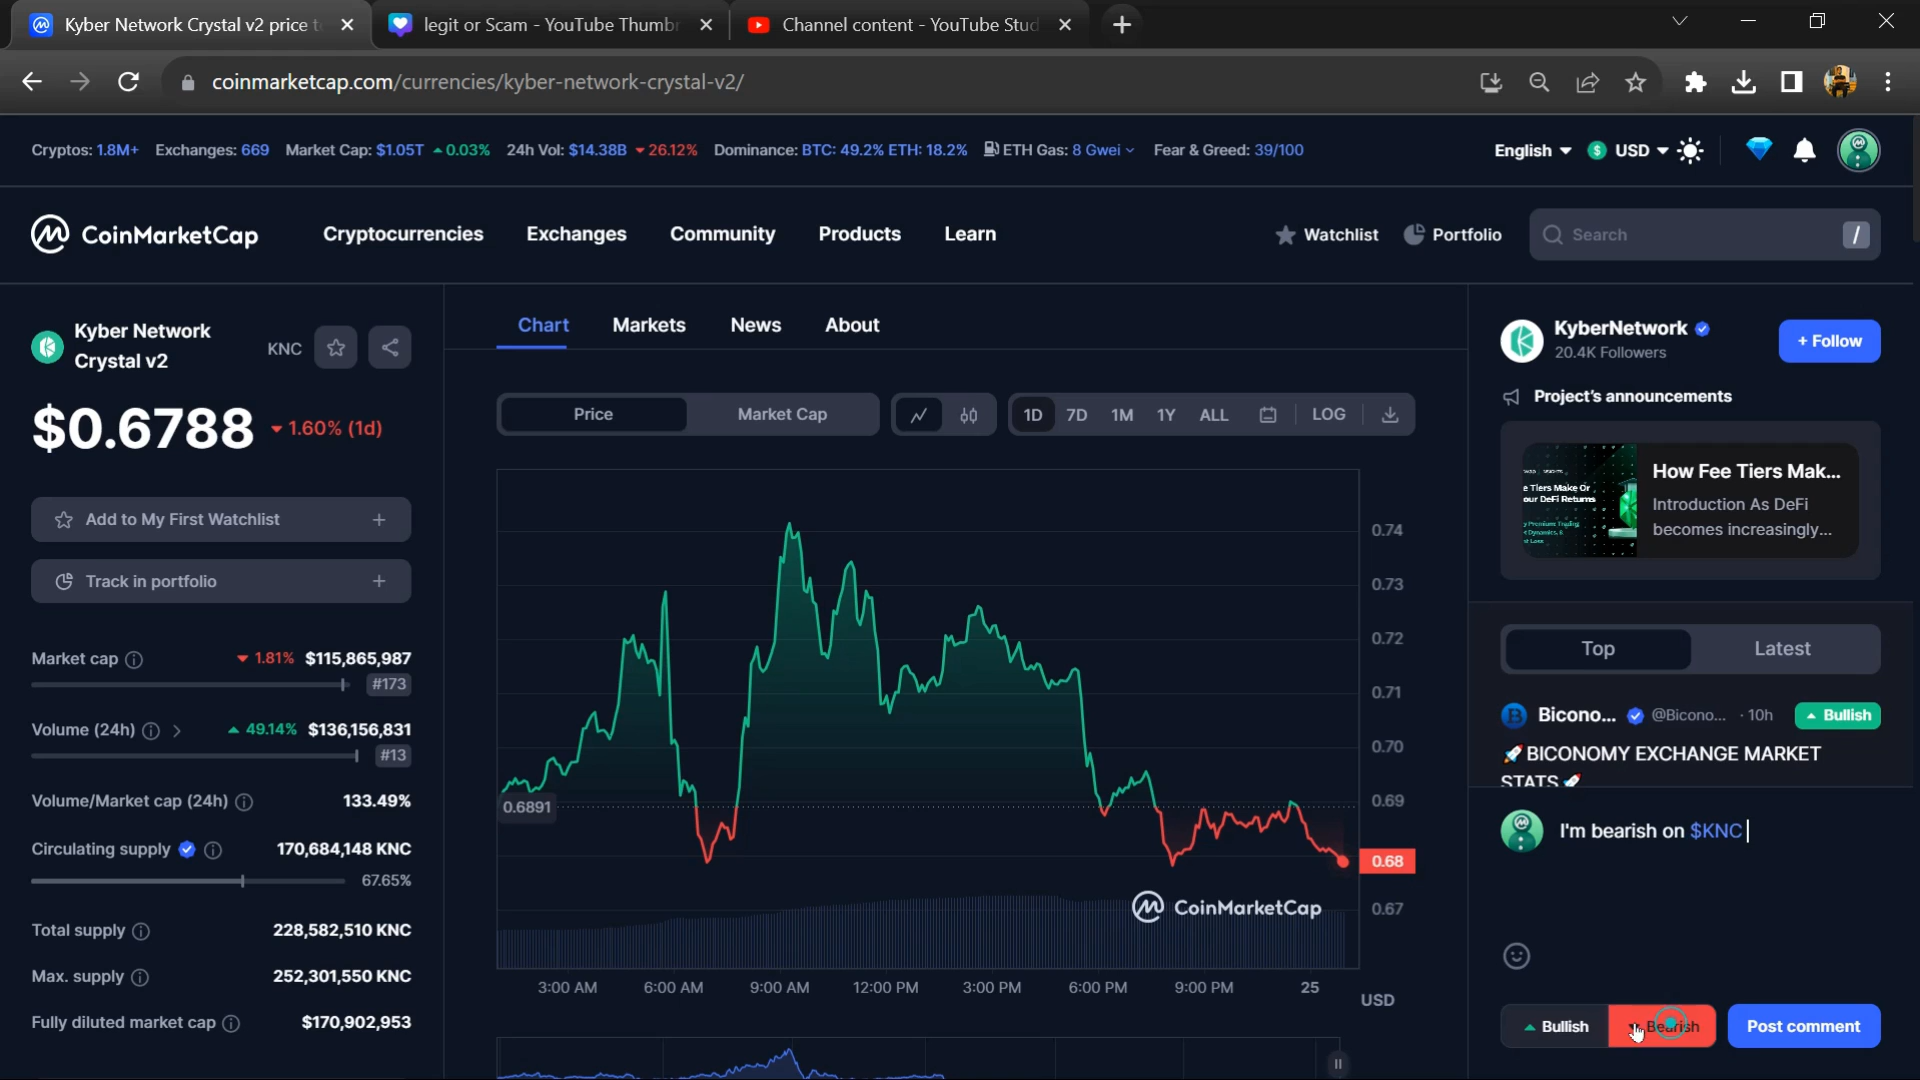 Kyber Network Crystal v2 price t
legit or Scam - YouTube Thumbn
Channel content - YouTube Stud
coinmarketcap.com/currencies/kyber-network-crystal-v2/
Cryptos: 1.8M+ Exchanges: 669 Market Cap: $1.05T 0.03% 24h Vol: $14.38B 26.12% Dominance: BTC: 49.2% ETH: 18.2% ETH Gas: 8 Gwei Fear & Greed: 39/100
English $ USD
CoinMarketCap
Cryptocurrencies Exchanges Community Products Learn
Watchlist Portfolio Search /
Kyber Network
Crystal v2
KNC
$0.6788 1.60% (1d)
Add to My First Watchlist +
Track in portfolio +
Market cap 1.81% $115,865,987
#173
Volume (24h) > 49.14% $136,156,831
#13
Volume/Market cap (24h) 133.49%
Circulating supply 170,684,148 KNC
67.65%
Total supply 228,582,510 KNC
Max. supply 252,301,550 KNC
Fully diluted market cap $170,902,953
Chart Markets News About
Price Market Cap 1D 7D 1M 1Y ALL LOG
0.74
0.73
0.72
0.71
0.70
0.6891
0.69
0.68
CoinMarketCap
0.67
3:00 AM 6:00 AM 9:00 AM 12:00 PM 3:00 PM 6:00 PM 9:00 PM 25
USD
KyberNetwork
20.4K Followers
+ Follow
Project's announcements
e Tiers Make Or
our DeFi Returns
How Fee Tiers Mak...
Introduction As DeFi
becomes increasingly...
Top Latest
Bicono... @Bicono... · 10h Bullish
🚀BICONOMY EXCHANGE MARKET
STATS🚀
I'm bearish on $KNC
Bullish Bearish Post comment